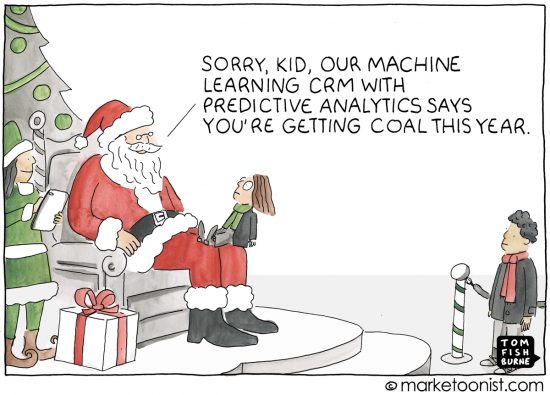 SORRY, KID, OUR MACHINE
LEARNING CRM WITH
PREDICTIVE ANALYTICS SAYS
YOU'RE GETTING COAL THIS YEAR.
TOM
FISH
BURNE
© marketoonist.com